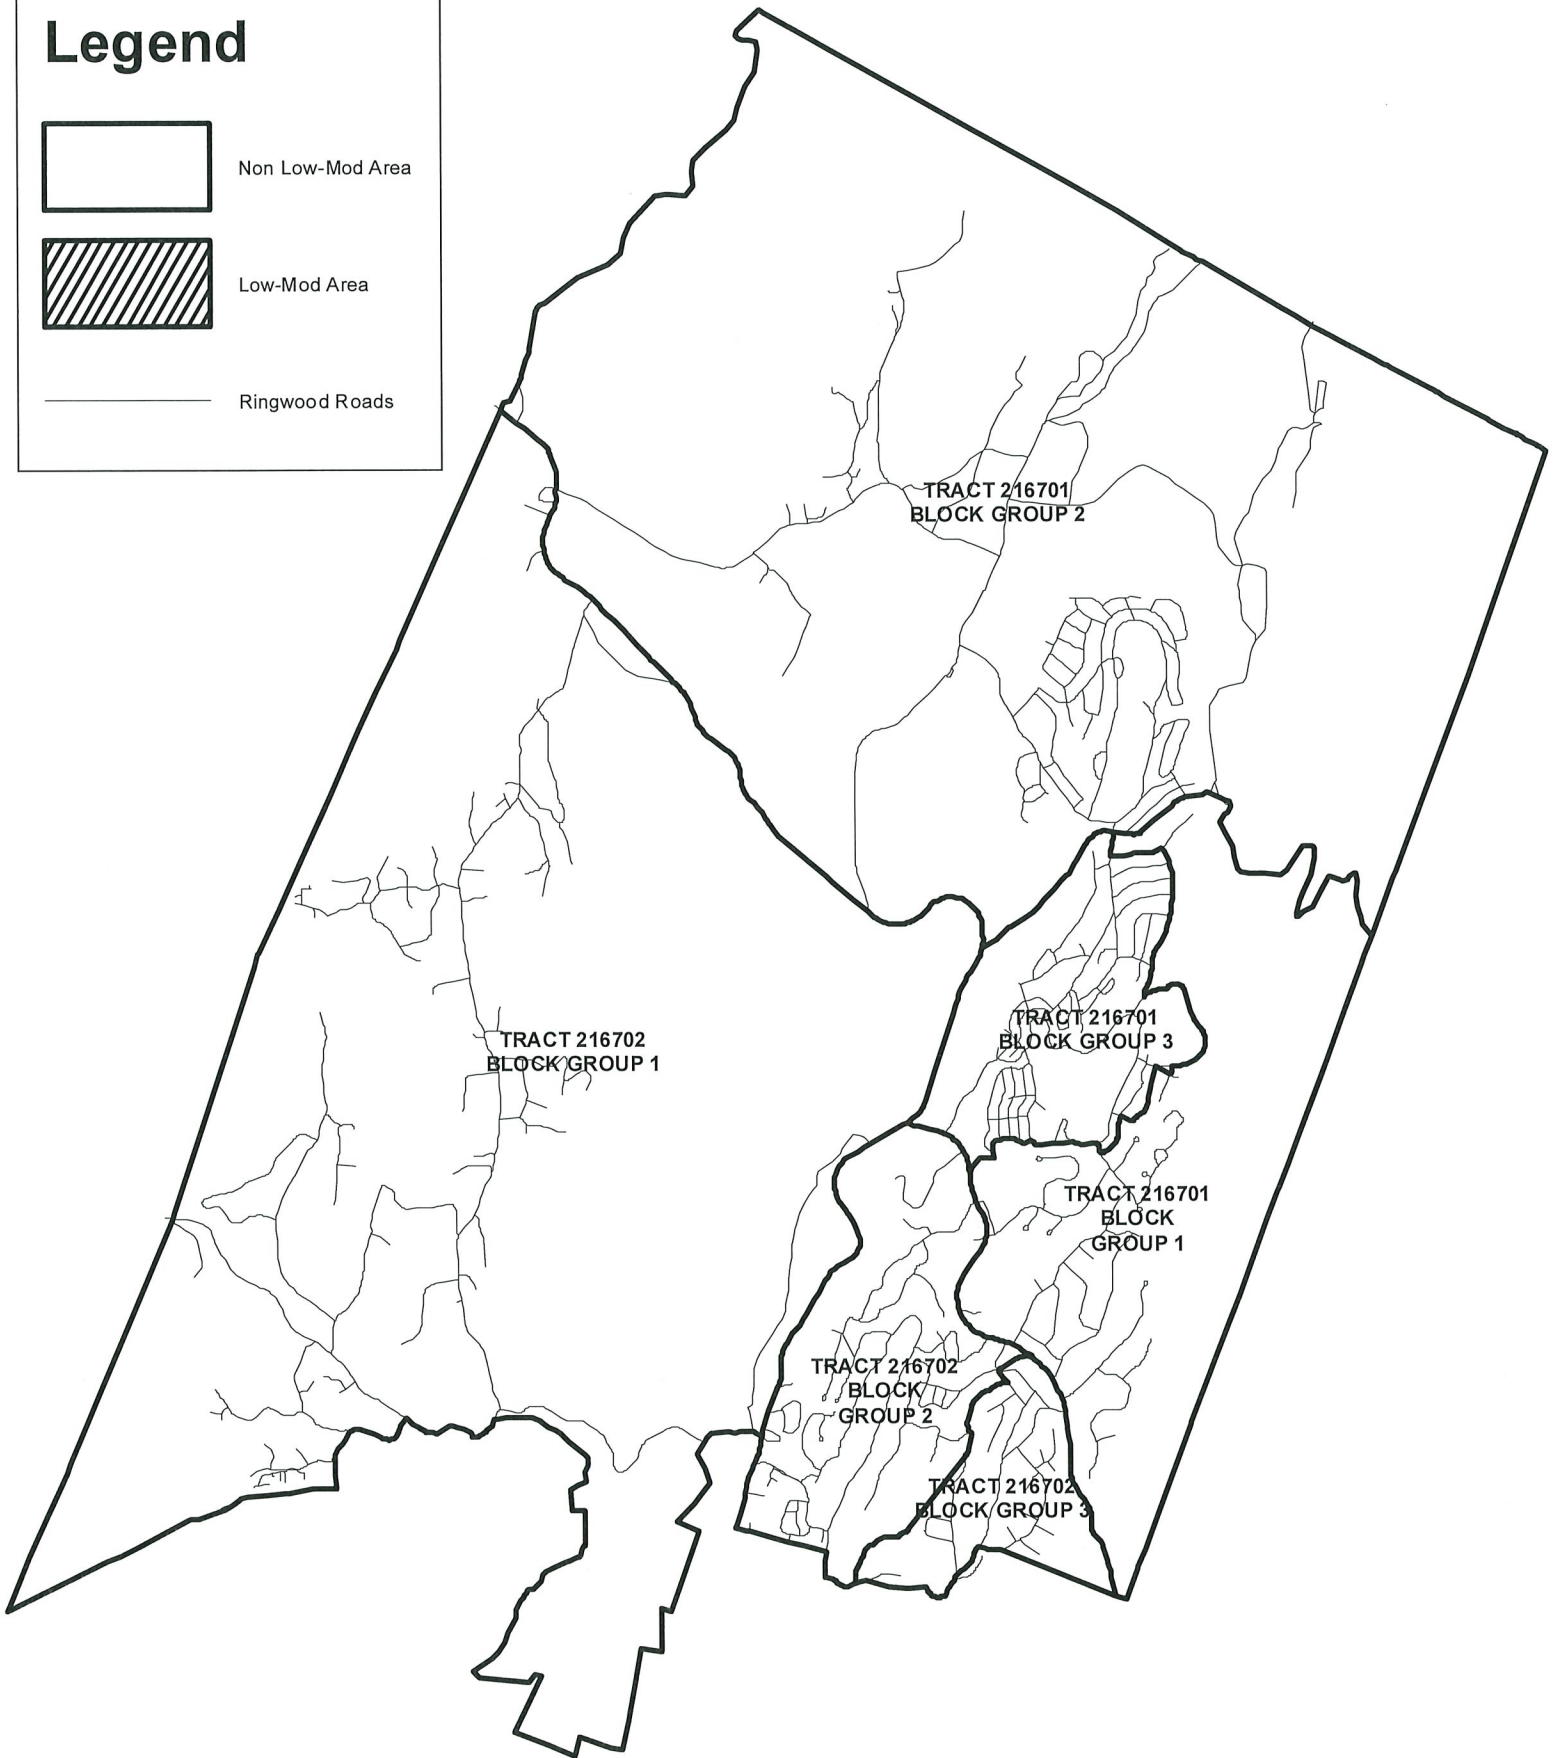 Legend
Non Low-Mod Area
Low-Mod Area
Ringwood Roads
TRACT 216701
BLOCK GROUP 2
TRACT 216701
BLOCK GROUP 3
TRACT 216702
BLOCK GROUP 1
TRACT 216701
BLOCK
GROUP 1
TRACT 216702
BLOCK
GROUP 2
TRACT 216702
BLOCK GROUP 3